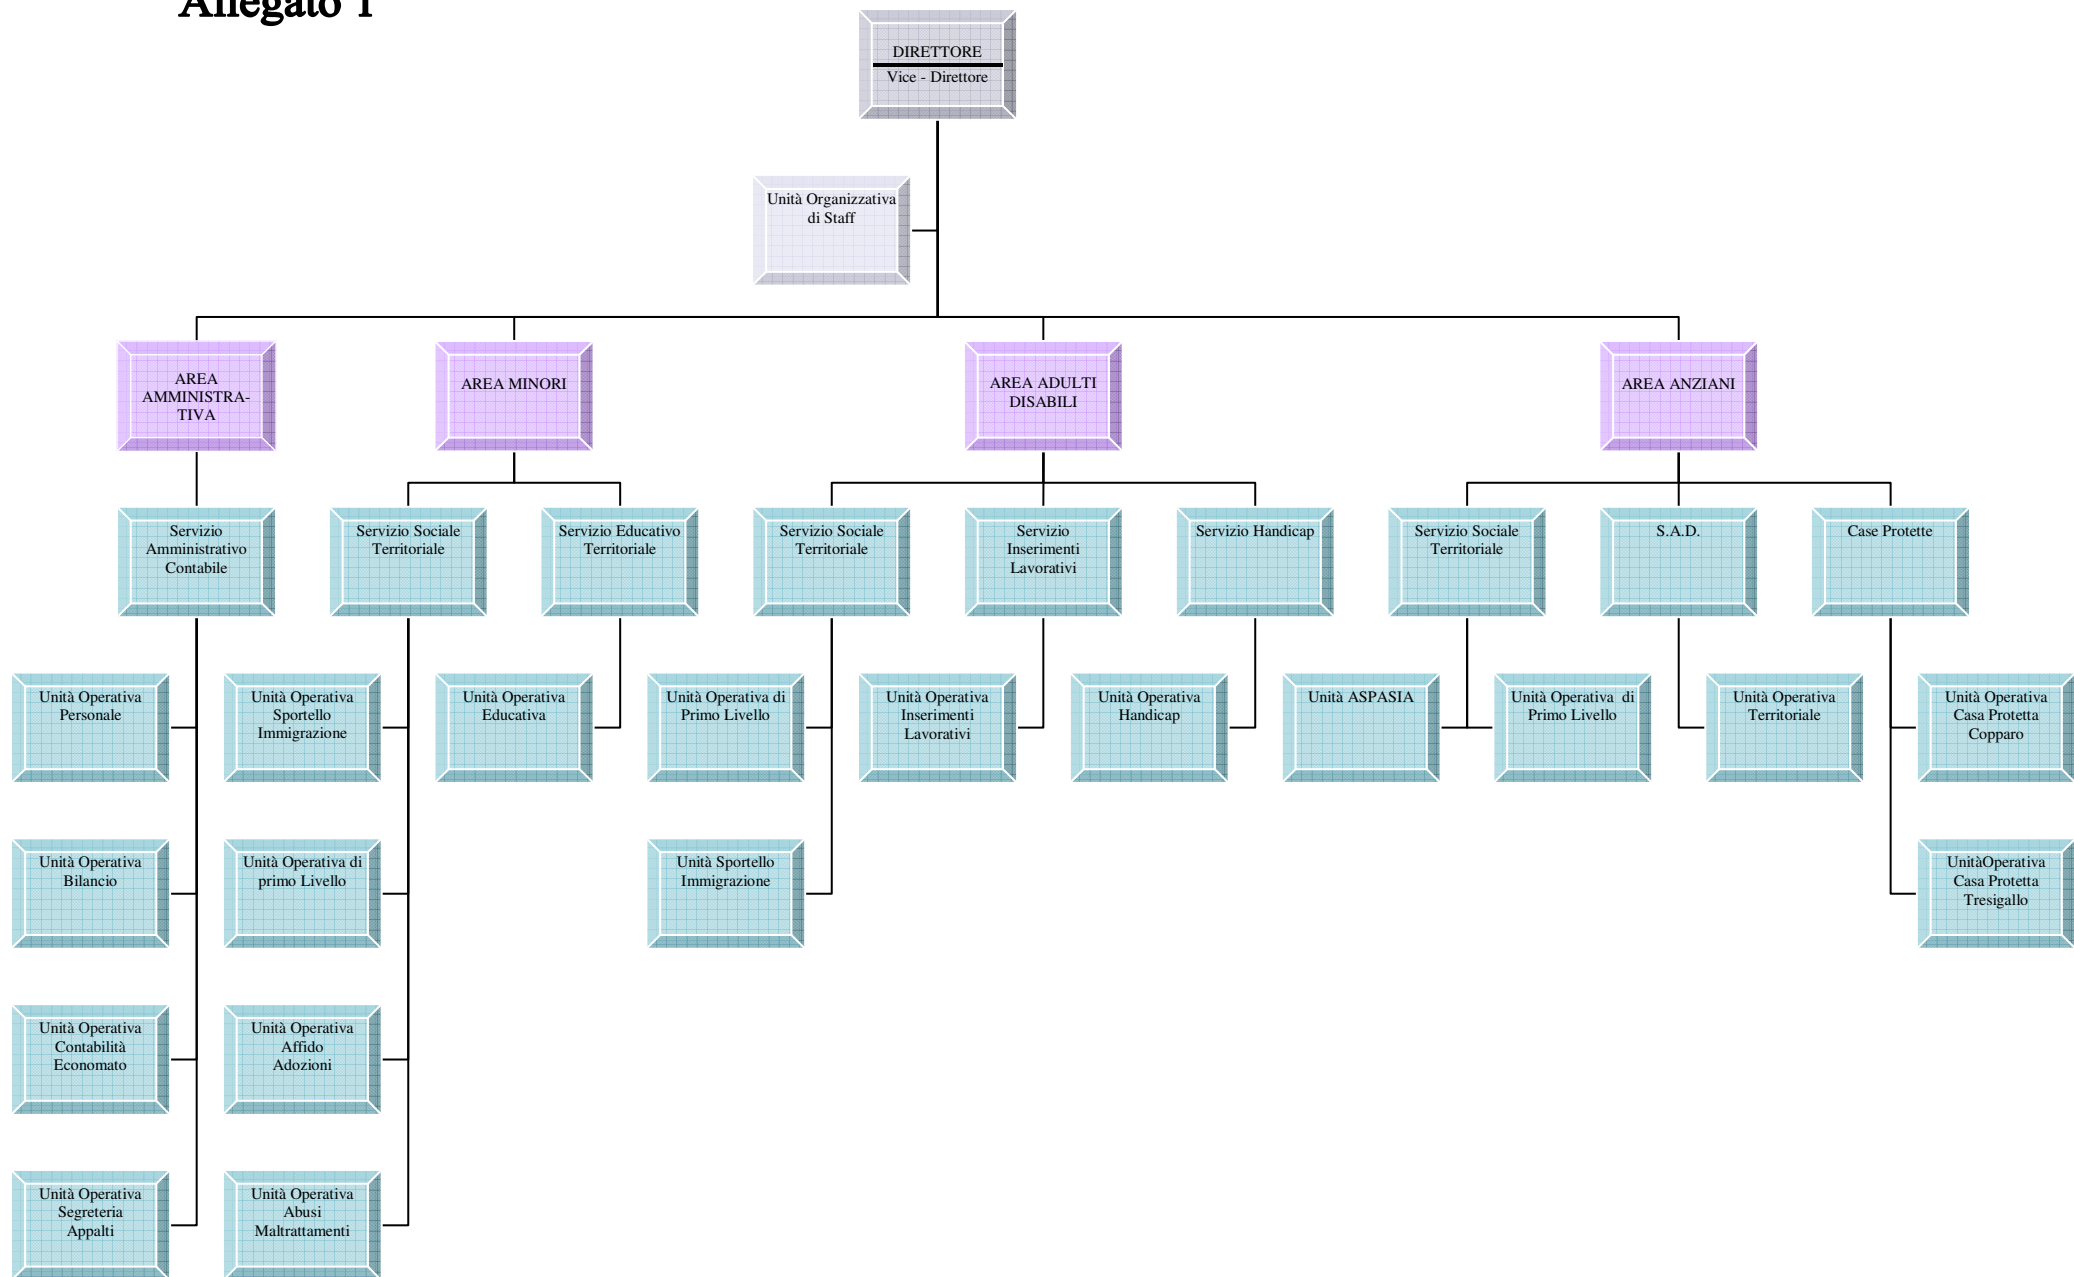 Allegato 1
DIRETTORE
Vice - Direttore
Unità Organizzativa
di Staff
AREA
AMMINISTRA-
TIVA
AREA MINORI
AREA ADULTI
DISABILI
AREA ANZIANI
Servizio
Amministrativo
Contabile
Servizio Sociale
Territoriale
Servizio Educativo
Territoriale
Servizio Sociale
Territoriale
Servizio
Inserimenti
Lavorativi
Servizio Handicap
Servizio Sociale
Territoriale
S.A.D.
Case Protette
Unità Operativa
Personale
Unità Operativa
Sportello
Immigrazione
Unità Operativa
Educativa
Unità Operativa di
Primo Livello
Unità Operativa
Inserimenti
Lavorativi
Unità Operativa
Handicap
Unità ASPASIA
Unità Operativa  di
Primo Livello
Unità Operativa
Territoriale
Unità Operativa
Casa Protetta
Copparo
Unità Operativa
Bilancio
Unità Operativa di
primo Livello
Unità Sportello
Immigrazione
UnitàOperativa
Casa Protetta
Tresigallo
Unità Operativa
Contabilità
Economato
Unità Operativa
Affido
Adozioni
Unità Operativa
Segreteria
Appalti
Unità Operativa
Abusi
Maltrattamenti